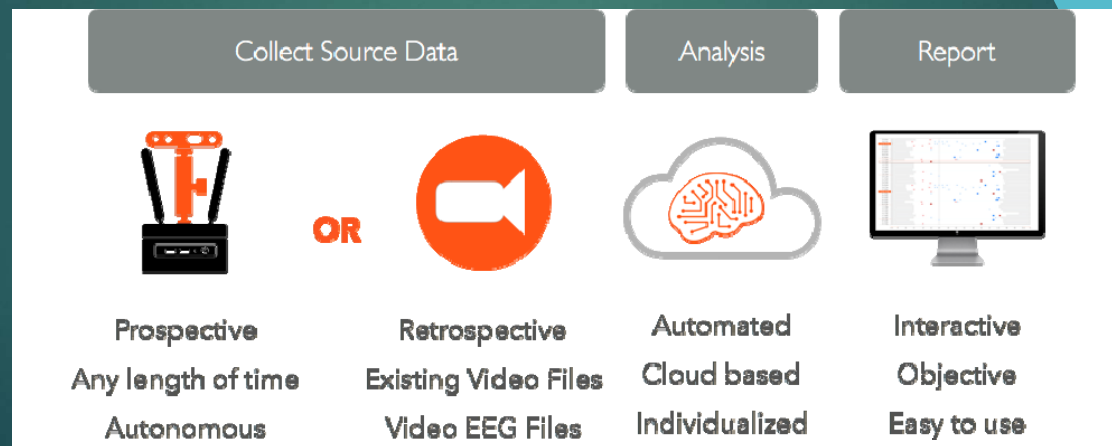 Collect Source Data
Analysis
Report
OR
Prospective
Any length of time
Autonomous
Retrospective
Existing Video Files
Video EEG Files
Automated
Cloud based
Individualized
Interactive
Objective
Easy to use